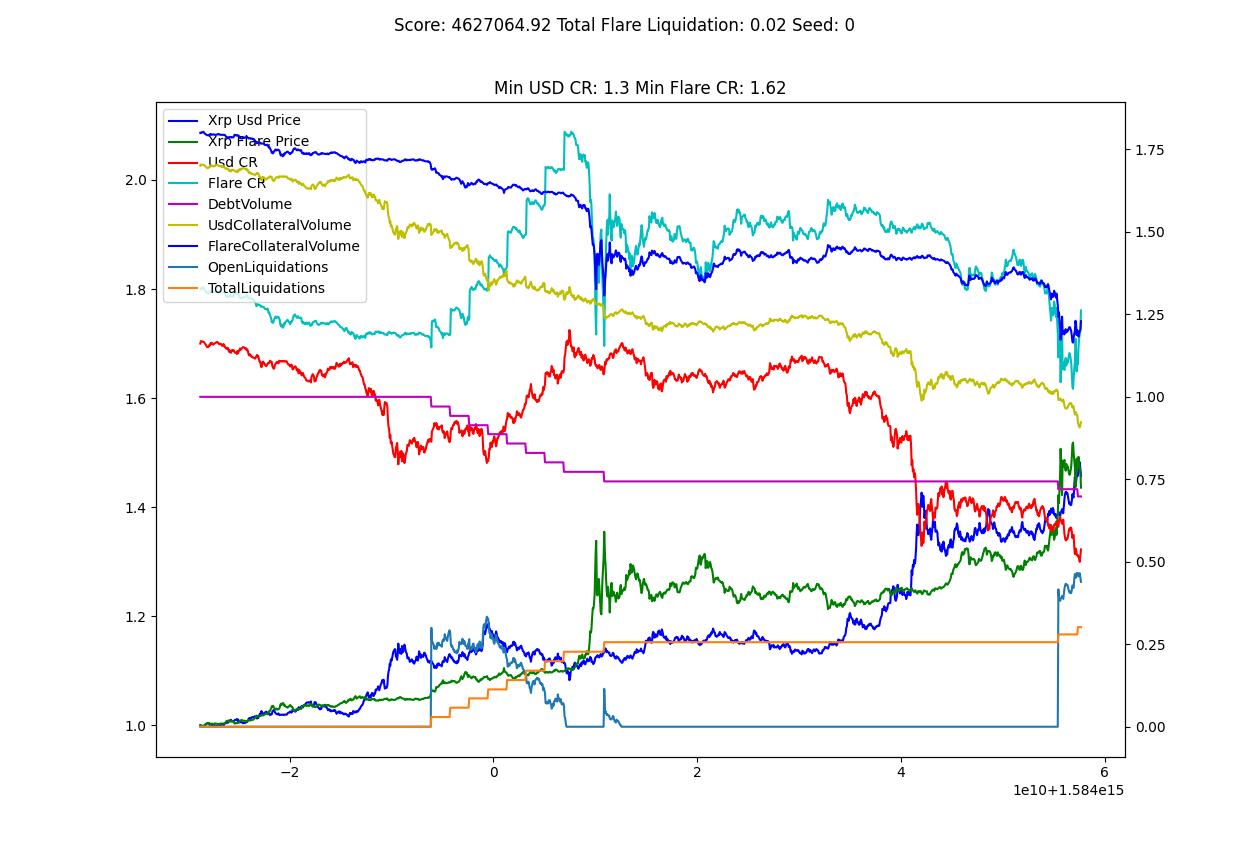 Score: 4627064.92 Total Flare Liquidation: 0.02 Seed: 0
Min USD CR: 1.3 Min Flare CR: 1.62
Xrp Usd Price
Xrp Flare Price
Usd CR
Flare CR
DebtVolume
UsdCollateralVolume
FlareCollateralVolume
OpenLiquidations
TotalLiquidations
2.0
1.8
1.6
1.4
1.2
1.0
1.75
1.50
1.25
1.00
0.75
0.50
0.25
0.00
−2
0
2
4
6
1e10+1.584e15